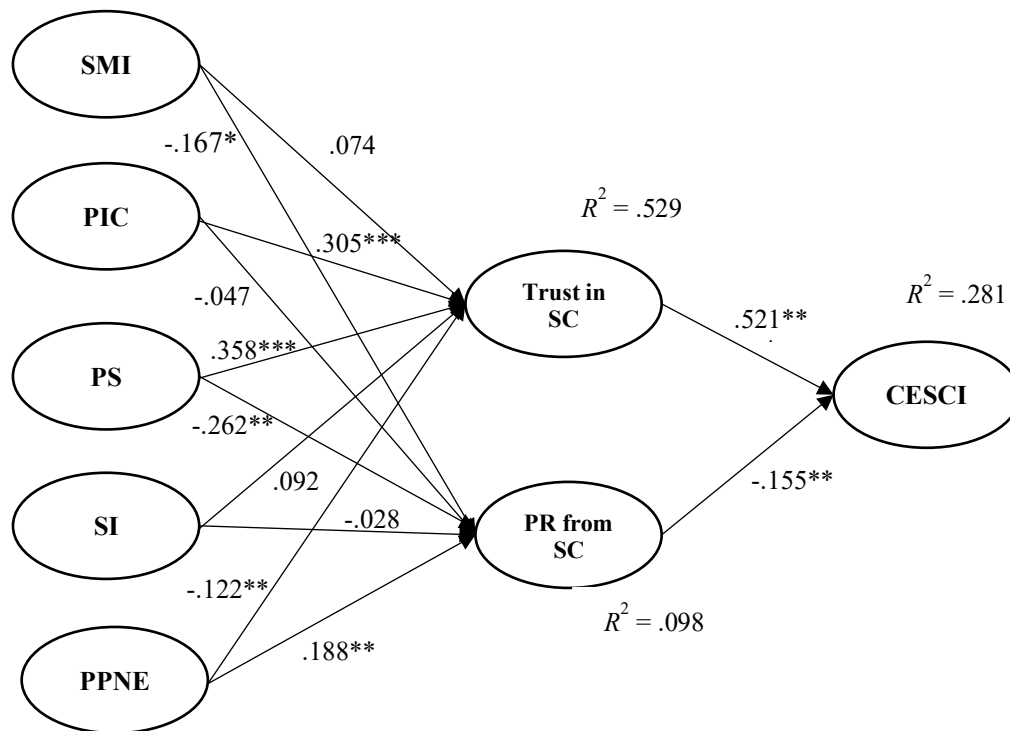 SMI
-.167*
.074
PIC
R² = .529
.305***
Trust in
SC
-.047
R² = .281
.521**
.358***
PS
CESCI
-.262**
.092
-.155**
SI
-.028
PR from
SC
-.122**
R² = .098
.188**
PPNE